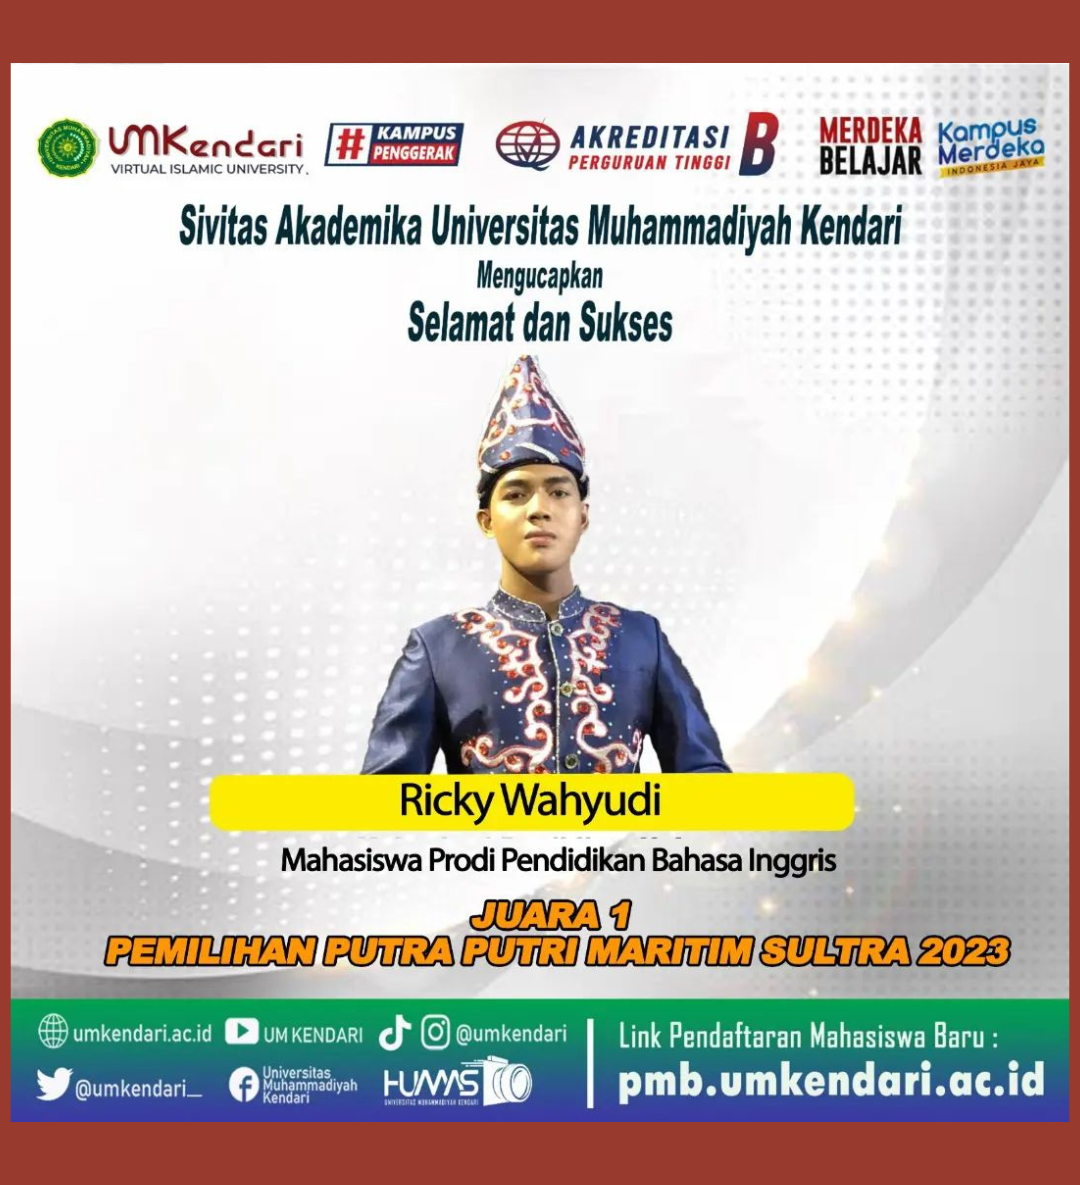 UMKendari
VIRTUAL ISLAMIC UNIVERSITY.
# KAMPUS PENGGERAK
AKREDITASI B
PERGURUAN TINGGI
MERDEKA BELAJAR
Kampus Merdeka
INDONESIA JAYA
Sivitas Akademika Universitas Muhammadiyah Kendari
Mengucapkan
Selamat dan Sukses
Ricky Wahyudi
Mahasiswa Prodi Pendidikan Bahasa Inggris
JUARA 1
PEMILIHAN PUTRA PUTRI MARITIM SULTRA 2023
umkendari.ac.id UM KENDARI @umkendari
@umkendari_ Universitas Muhammadiyah Kendari HUMAS
UNIVERSITAS MUHAMMADIYAH KENDARI
Link Pendaftaran Mahasiswa Baru :
pmb.umkendari.ac.id